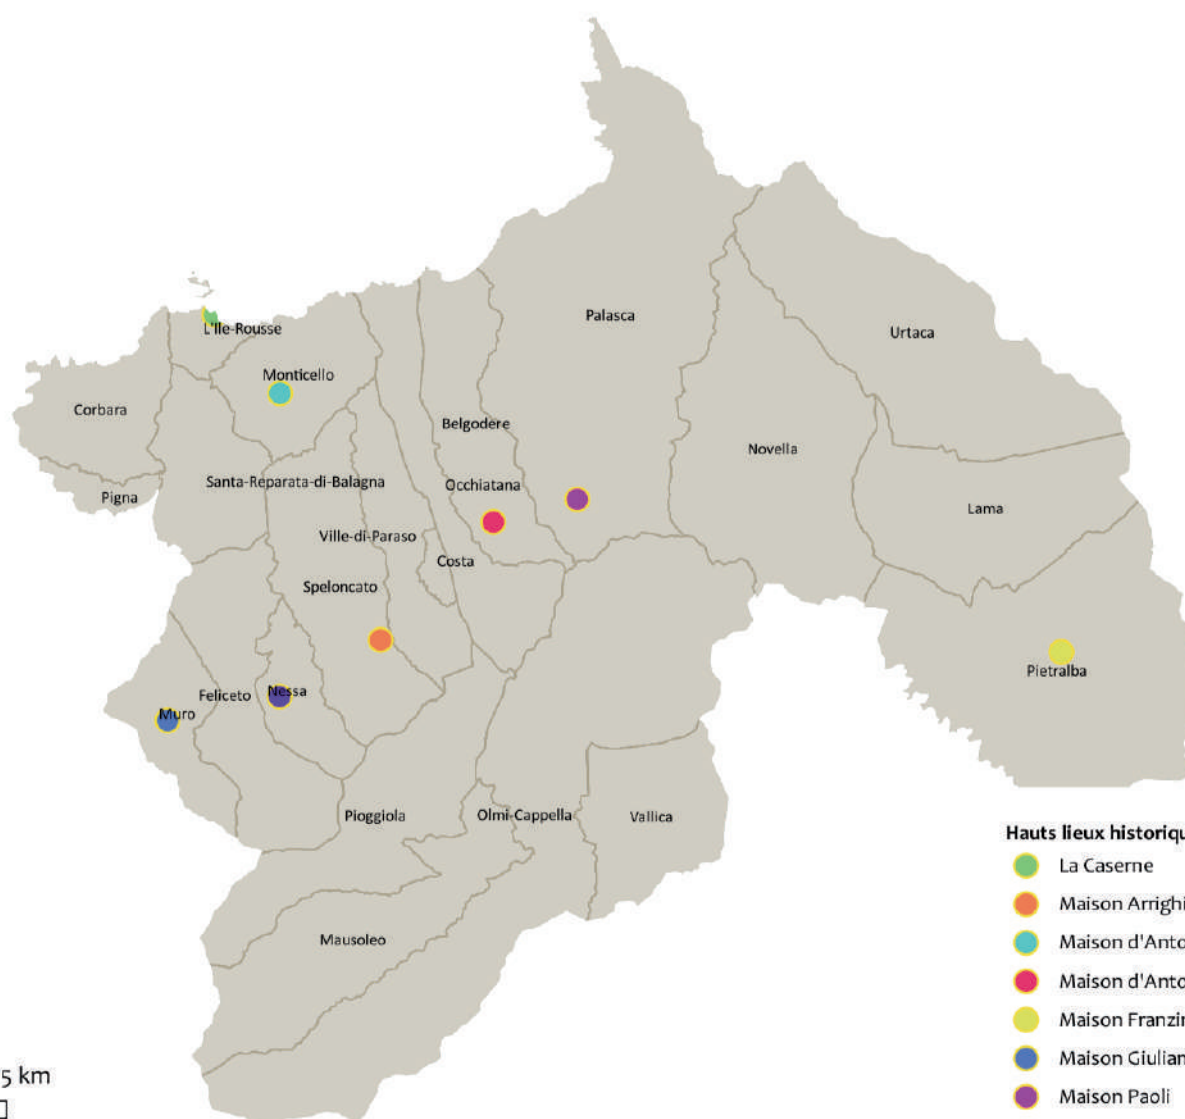 Palasca
L'Ile-Rousse
Urtaca
Monticello
Corbara
Belgodere
Novella
Santa-Reparata-di-Balagna
Occhiatana
Pigna
Lama
Ville-di-Paraso
Costa
Speloncato
Pietralba
Nessa
Feliceto
Muro
Pioggiola
Olmi-Cappella
Vallica
Mausoleo
Hauts lieux historiqu
La Caserne
Maison Arrighi
Maison d'Anto
Maison d'Anto
Maison Franzin
Maison Giulian
Maison Paoli
5 km